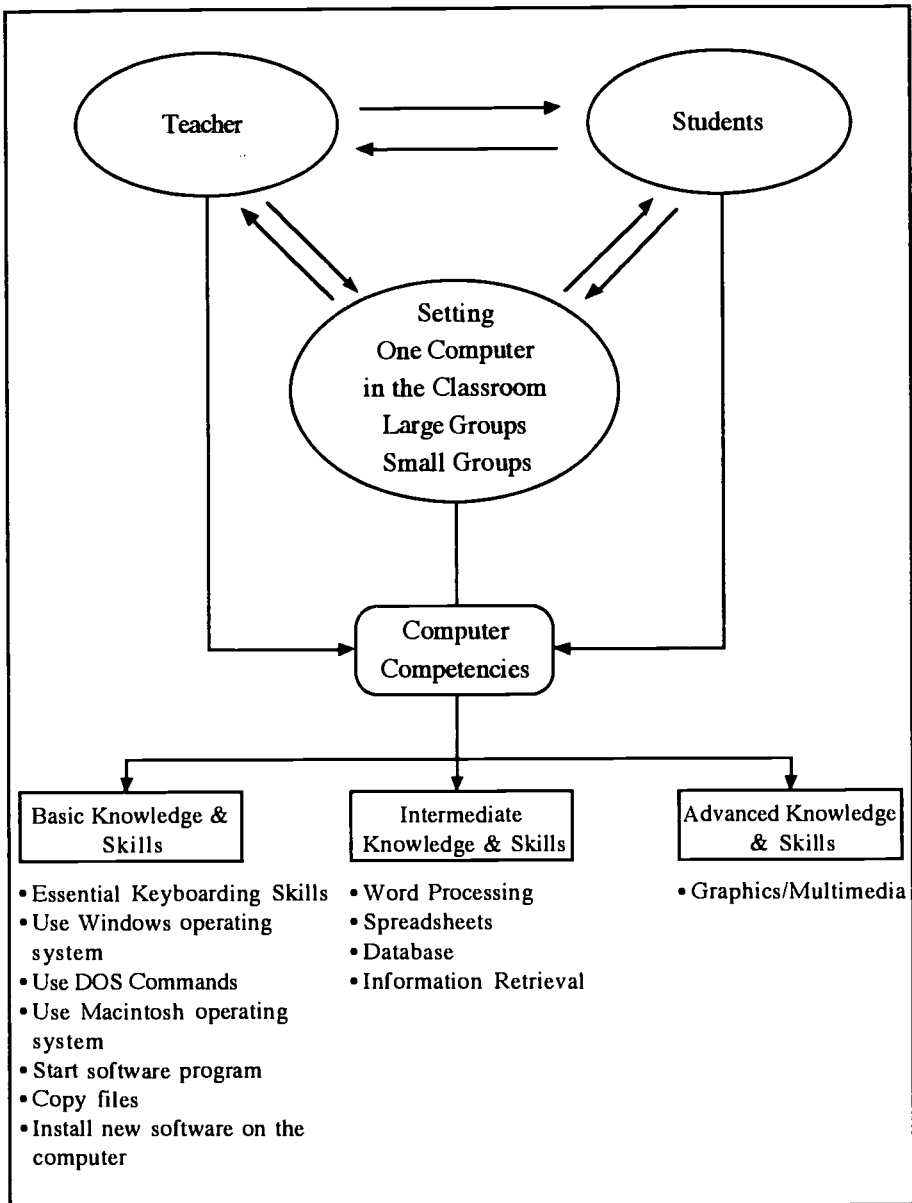 Teacher
Students
Setting
One Computer
in the Classroom
Large Groups
Small Groups
Computer
Competencies
Basic Knowledge &
Skills
• Essential Keyboarding Skills
• Use Windows operating
system
• Use DOS Commands
• Use Macintosh operating
system
• Start software program
• Copy files
• Install new software on the
computer
Intermediate
Knowledge & Skills
• Word Processing
• Spreadsheets
• Database
• Information Retrieval
Advanced Knowledge
& Skills
• Graphics/Multimedia